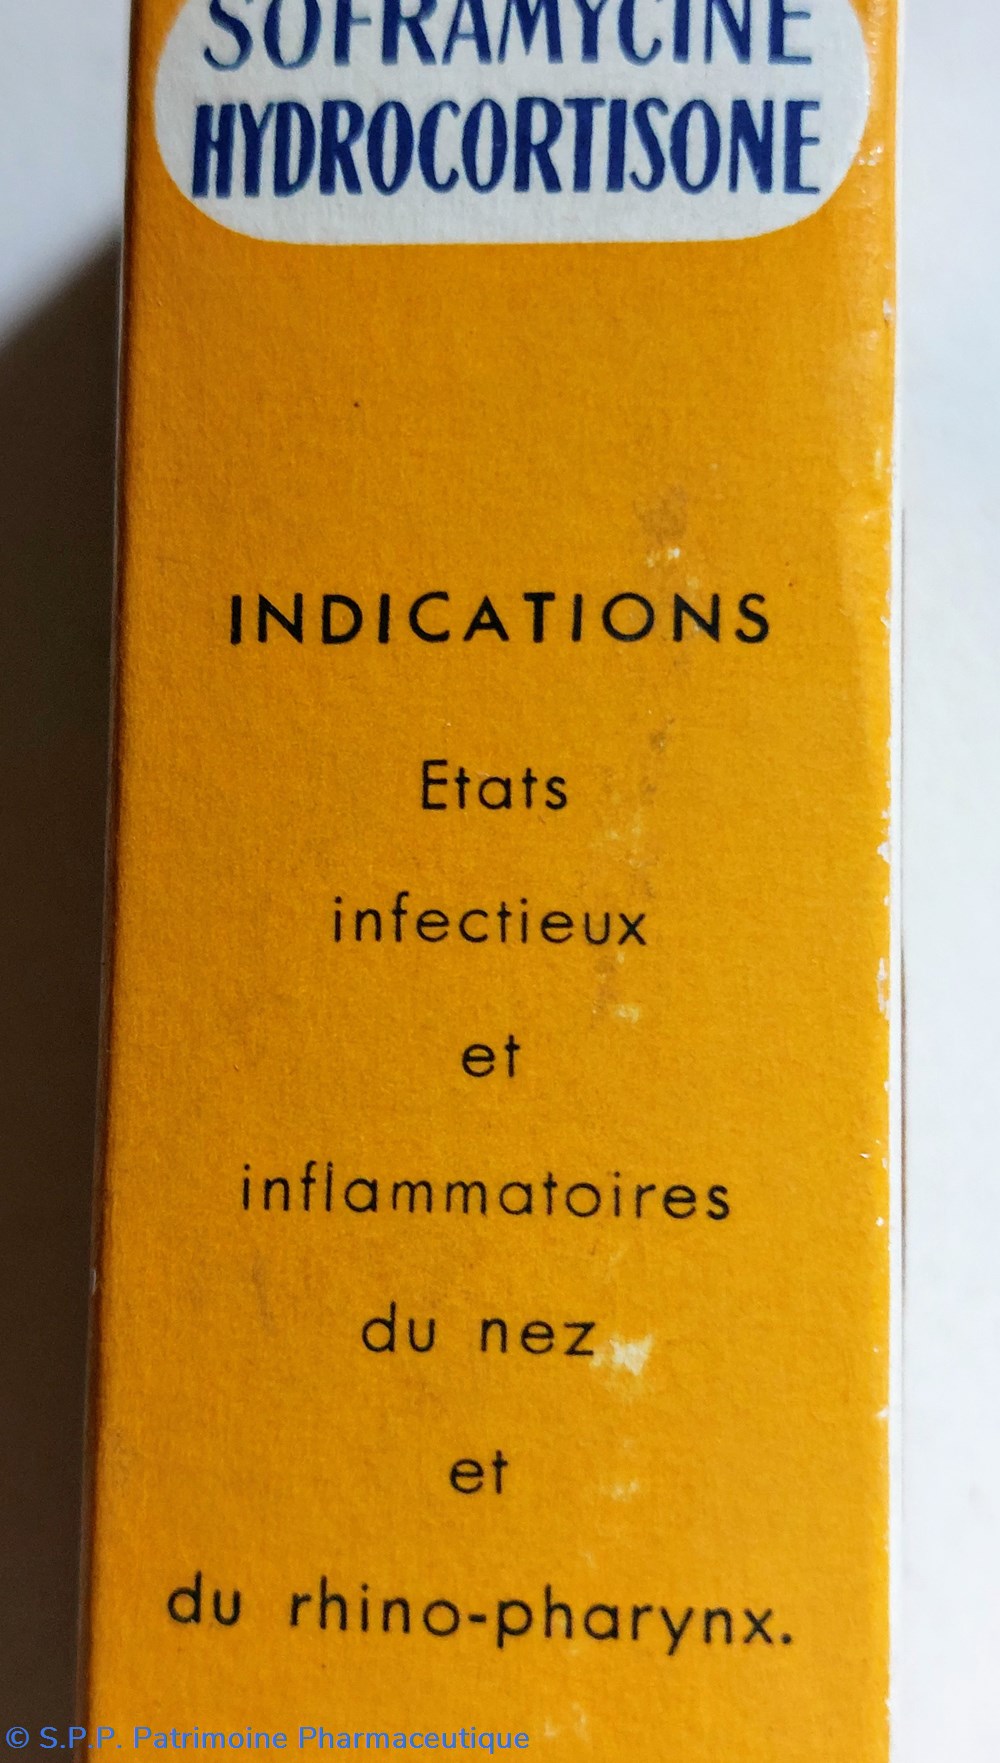 SOFRAMYCINE
HYDROCORTISONE
INDICATIONS
Etats
infectieux
et
inflammatoires
du nez
et
du rhino-pharynx.
© S.P.P. Patrimoine Pharmaceutique